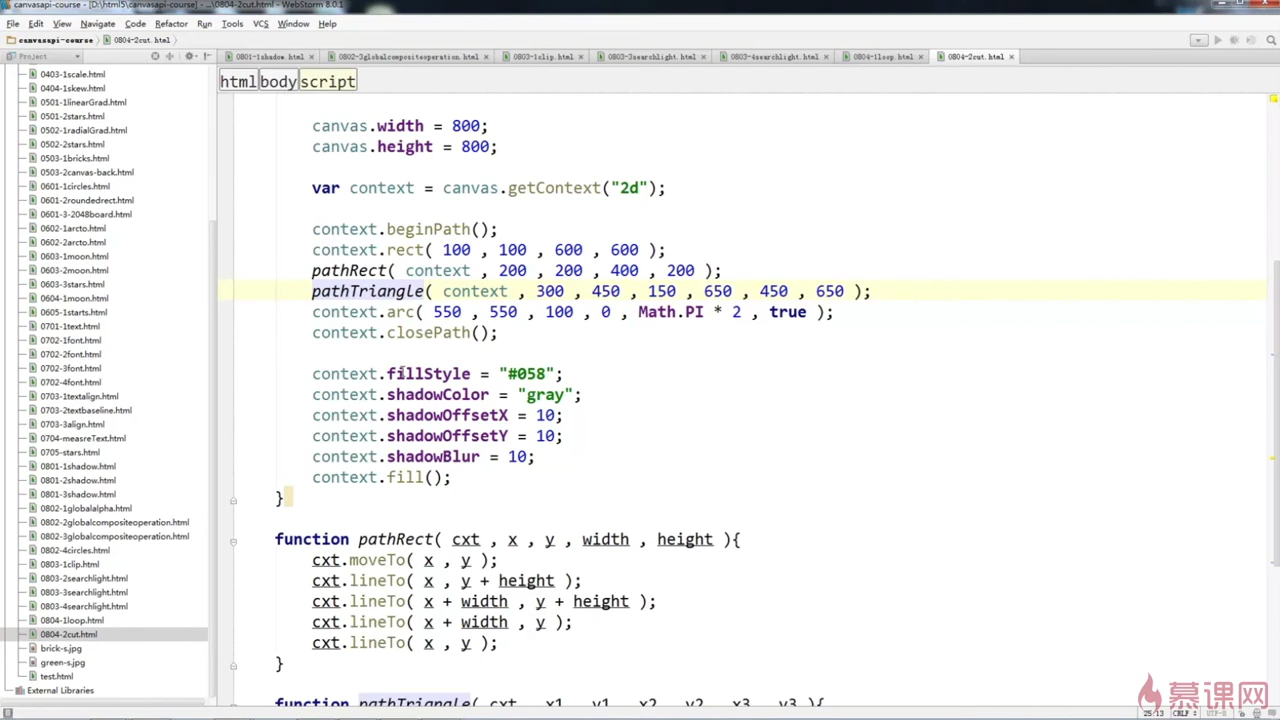 canvasapi-course - [D:\html5\canvasapi-course] - ...\0804-2cut.html - WebStorm 8.0.1
File Edit View Navigate Code Refactor Run Tools VCS Window Help
canvasapi-course 0804-2cut.html
Project
0801-1shadow.html 0802-3globalcompositeoperation.html 0803-1clip.html 0803-3searchlight.html 0803-4searchlight.html 0804-1loop.html 0804-2cut.html
html body script
0403-1scale.html
0404-1skew.html
0501-1linearGrad.html
0501-2stars.html
0502-1radialGrad.html
0502-2stars.html
0503-1bricks.html
0503-2canvas-back.html
0601-1circles.html
0601-2roundedrect.html
0601-3-2048board.html
0602-1arcto.html
0602-2arcto.html
0603-1moon.html
0603-2moon.html
0603-3stars.html
0604-1moon.html
0605-1starts.html
0701-1text.html
0702-1font.html
0702-2font.html
0702-3font.html
0702-4font.html
0703-1textalign.html
0703-2textbaseline.html
0703-3align.html
0704-measreText.html
0705-stars.html
0801-1shadow.html
0801-2shadow.html
0801-3shadow.html
0802-1globalalpha.html
0802-2globalcompositeoperation.html
0802-3globalcompositeoperation.html
0802-4circles.html
0803-1clip.html
0803-2searchlight.html
0803-3searchlight.html
0803-4searchlight.html
0804-1loop.html
0804-2cut.html
brick-s.jpg
green-s.jpg
test.html
External Libraries
canvas.width = 800;
canvas.height = 800;
var context = canvas.getContext("2d");
context.beginPath();
context.rect( 100 , 100 , 600 , 600 );
pathRect( context , 200 , 200 , 400 , 200 );
pathTriangle( context , 300 , 450 , 150 , 650 , 450 , 650 );
context.arc( 550 , 550 , 100 , 0 , Math.PI * 2 , true );
context.closePath();
context.fillStyle = "#058";
context.shadowColor = "gray";
context.shadowOffsetX = 10;
context.shadowOffsetY = 10;
context.shadowBlur = 10;
context.fill();
}
function pathRect( cxt , x , y , width , height ){
cxt.moveTo( x , y );
cxt.lineTo( x , y + height );
cxt.lineTo( x + width , y + height );
cxt.lineTo( x + width , y );
cxt.lineTo( x , y );
}
function pathTriangle( cxt , x1 , y1 , x2 , y2 , x3 , y3 ){
慕课网
25:13 CRLF UTF-8